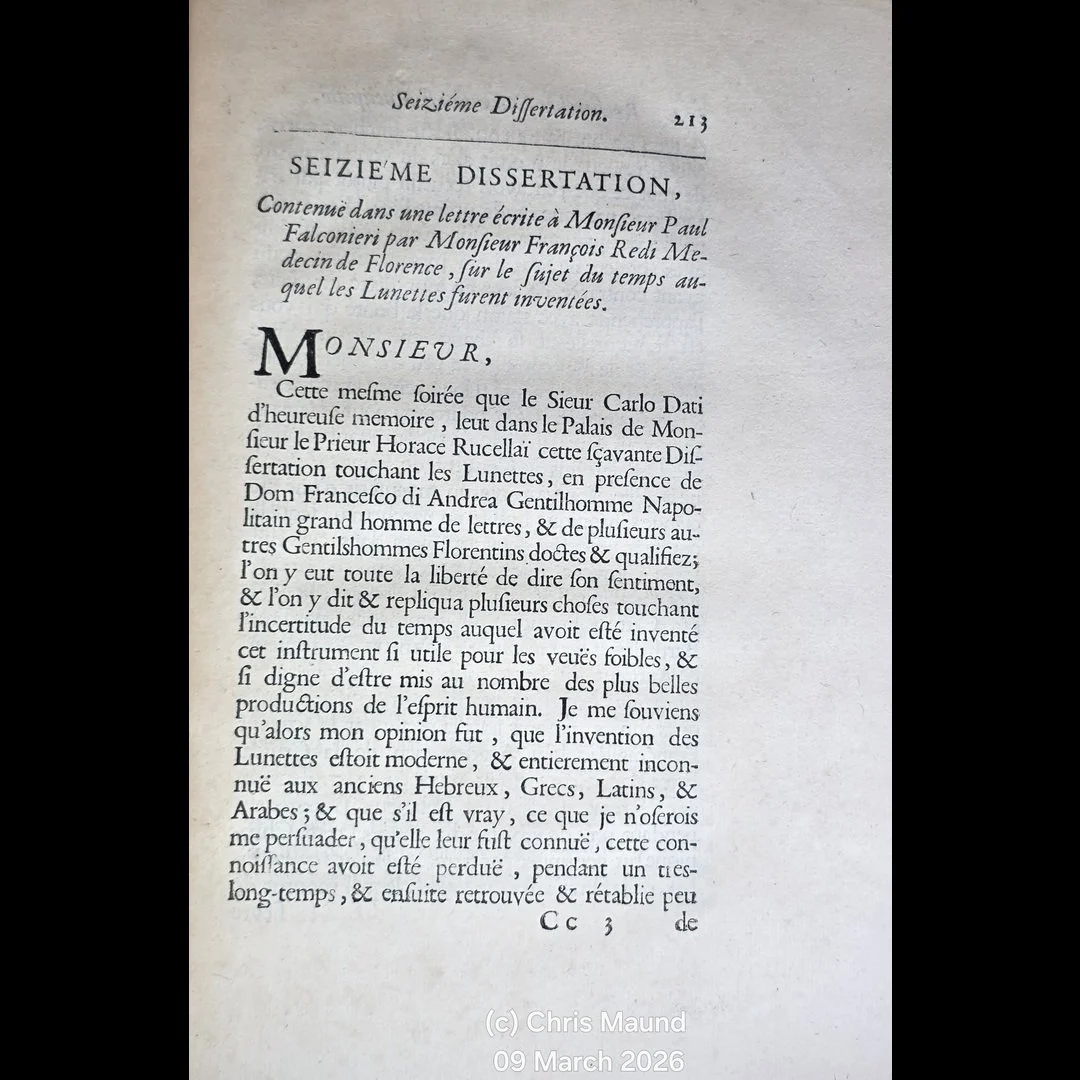 Seiziéme Diſſertation. 213
SEIZIE'ME DISSERTATION,
Contenuë dans une lettre écrite à Monſieur Paul
Falconieri par Monſieur François Redi Me-
decin de Florence, ſur le ſujet du temps au-
quel les Lunettes furent inventées.
MONSIEUR,
Cette meſme ſoirée que le Sieur Carlo Dati
d'heureuſe memoire, leut dans le Palais de Mon-
ſieur le Prieur Horace Rucellaï cette ſçavante Diſ-
ſertation touchant les Lunettes, en preſence de
Dom Franceſco di Andrea Gentilhomme Napo-
litain grand homme de lettres, & de pluſieurs au-
tres Gentilshommes Florentins doctes & qualifiez;
l'on y eut toute la liberté de dire ſon ſentiment,
& l'on y dit & repliqua pluſieurs choſes touchant
l'incertitude du temps auquel avoit eſté inventé
cet inſtrument ſi utile pour les veuës foibles, &
ſi digne d'eſtre mis au nombre des plus belles
productions de l'eſprit humain. Je me ſouviens
qu'alors mon opinion fut, que l'invention des
Lunettes eſtoit moderne, & entierement incon-
nuë aux anciens Hebreux, Grecs, Latins, &
Arabes; & que s'il eſt vray, ce que je n'oſerois
me perſuader, qu'elle leur fuſt connuë, cette con-
noiſſance avoit eſté perduë, pendant un tres-
long-temps, & enſuite retrouvée & rétablie peu
Cc 3 de
(c) Chris Maund
09 March 2026